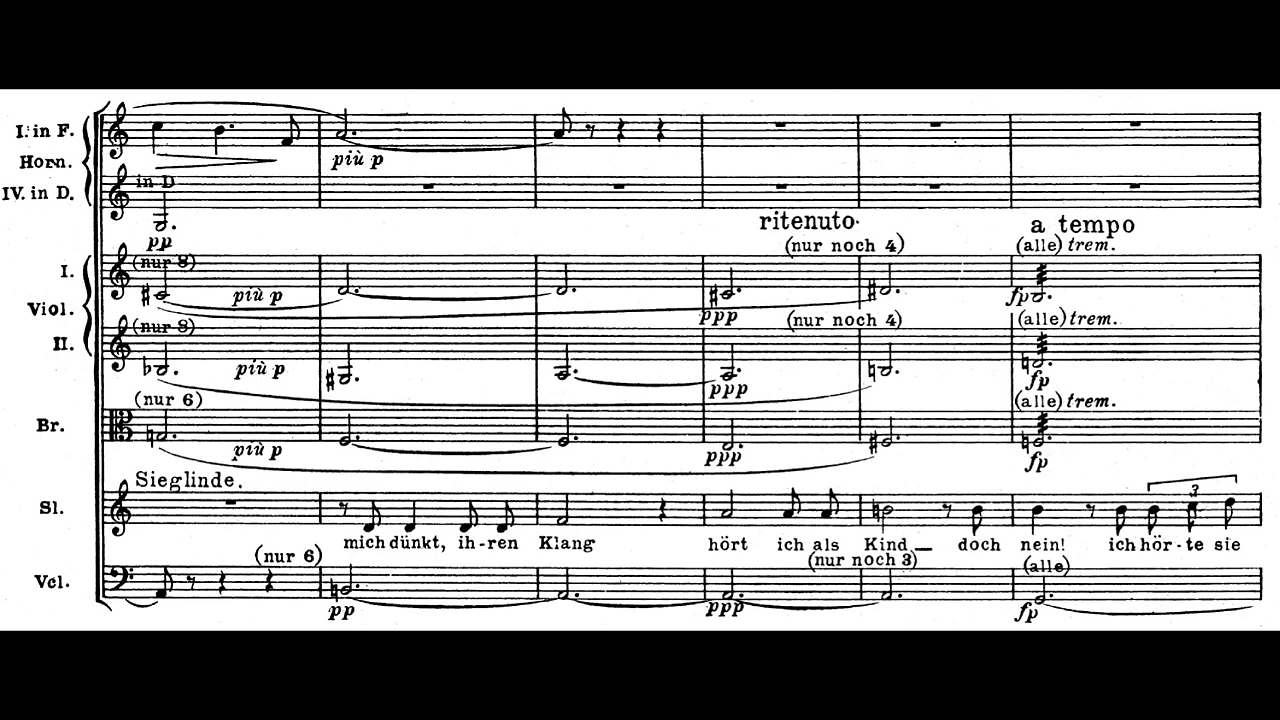 I. in F.
Horn.
IV. in D.
più p
in D
pp
ritenuto
a tempo
(nur noch 4)
(alle) trem.
I.
(nur 8)
più p
ppp
fp
Viol.
(nur 8)
(nur noch 4)
(alle) trem.
II.
più p
ppp
fp
(nur 6)
(alle) trem.
Br.
più p
ppp
fp
Sieglinde.
3
Sl.
mich dünkt, ih-ren Klang hört ich als Kind — doch nein! ich hör-te sie
(nur 6)
(nur noch 3)
(alle)
Vcl.
pp
ppp
fp